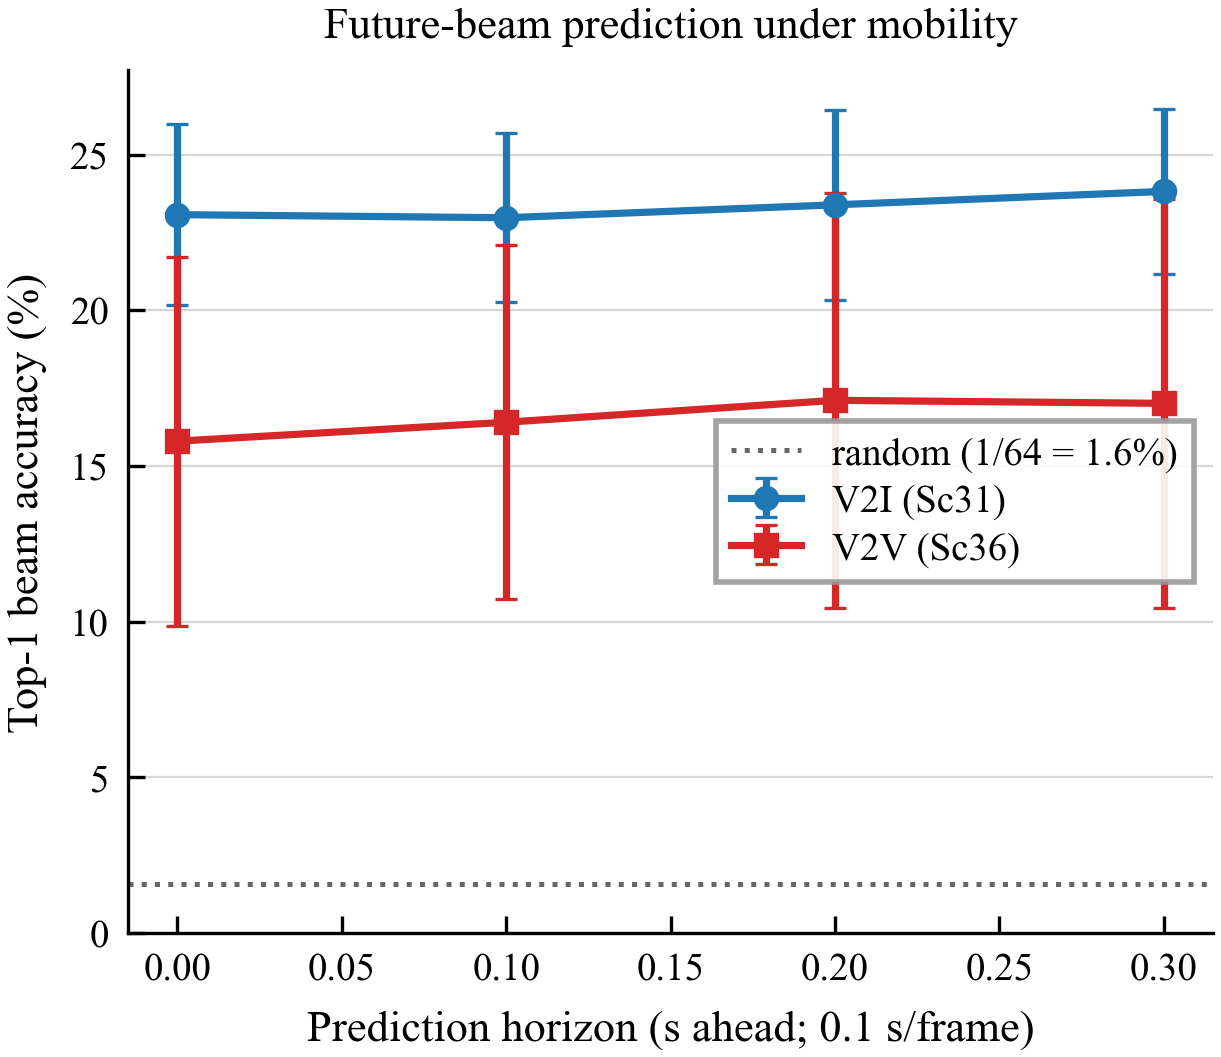 Future-beam prediction under mobility
Top-1 beam accuracy (%)
25
20
15
10
5
0
random (1/64 = 1.6%)
V2I (Sc31)
V2V (Sc36)
0.00 0.05 0.10 0.15 0.20 0.25 0.30
Prediction horizon (s ahead; 0.1 s/frame)